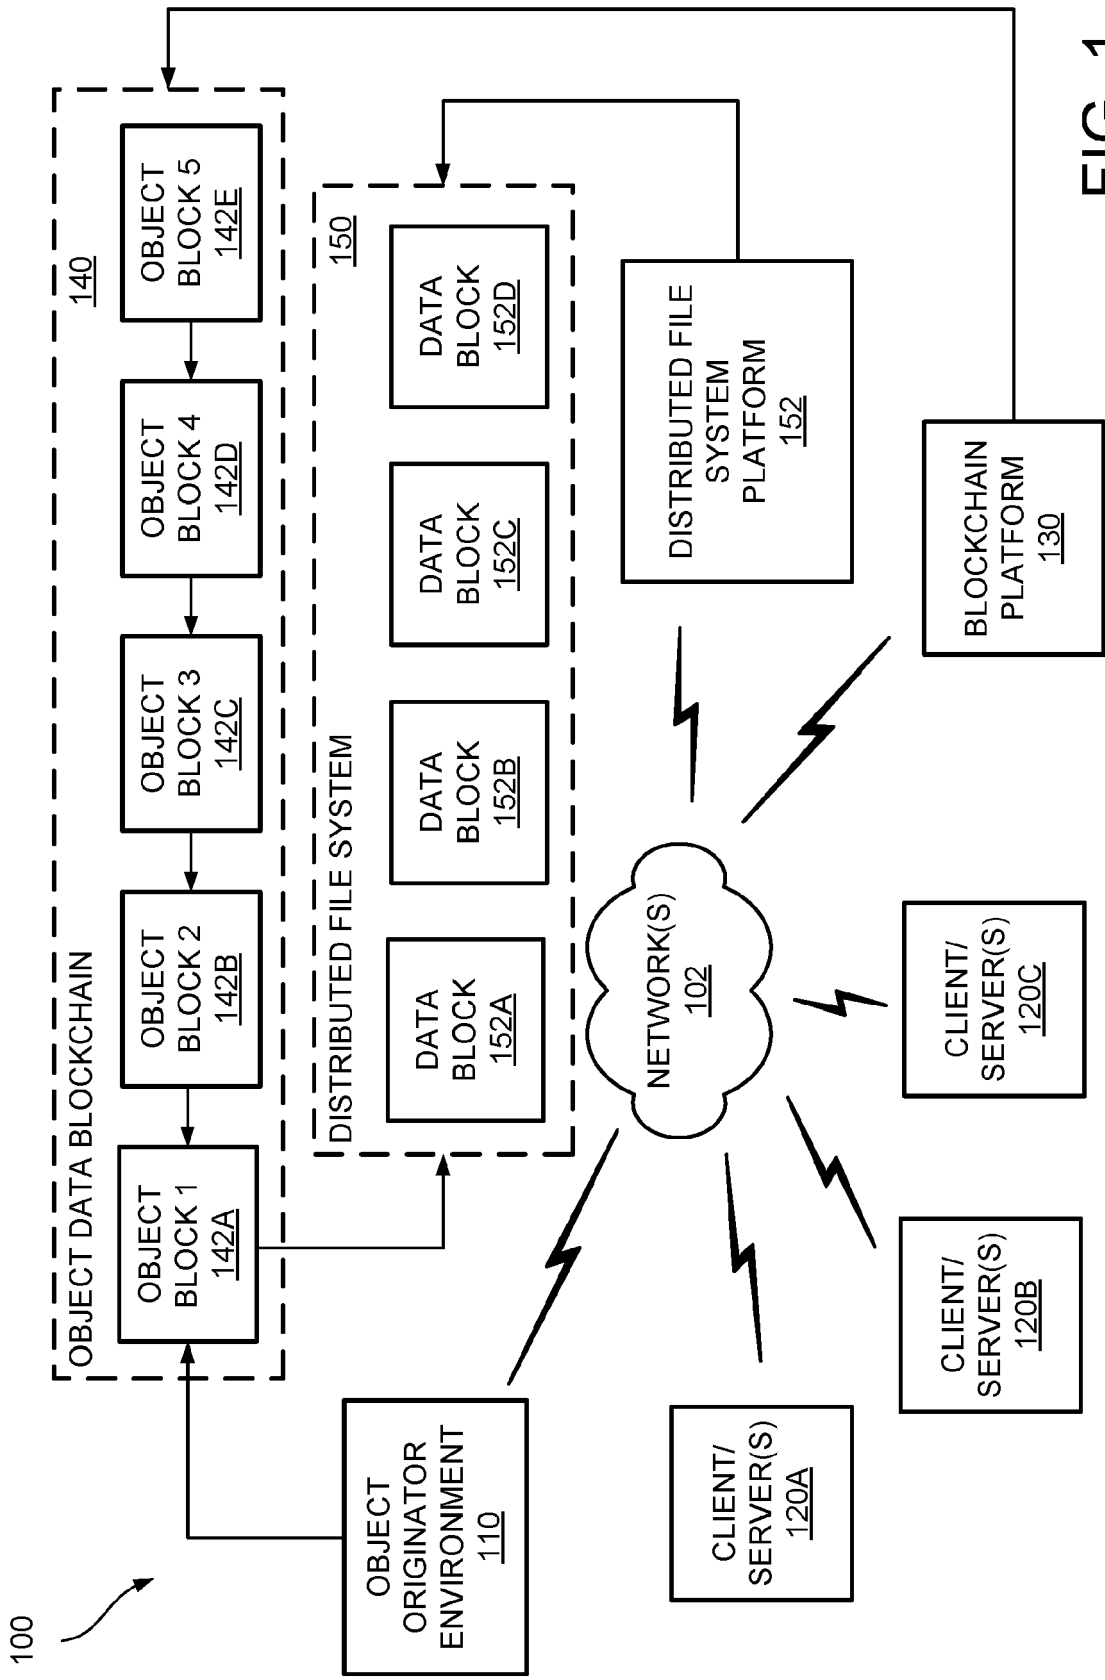 100
OBJECT DATA BLOCKCHAIN
140
OBJECT
BLOCK 1
142A
OBJECT
BLOCK 2
142B
OBJECT
BLOCK 3
142C
OBJECT
BLOCK 4
142D
OBJECT
BLOCK 5
142E
DISTRIBUTED FILE SYSTEM
150
DATA
BLOCK
152A
DATA
BLOCK
152B
DATA
BLOCK
152C
DATA
BLOCK
152D
OBJECT
ORIGINATOR
ENVIRONMENT
110
NETWORK(S)
102
DISTRIBUTED FILE
SYSTEM
PLATFORM
152
CLIENT/
SERVER(S)
120A
CLIENT/
SERVER(S)
120B
CLIENT/
SERVER(S)
120C
BLOCKCHAIN
PLATFORM
130
FIG. 1